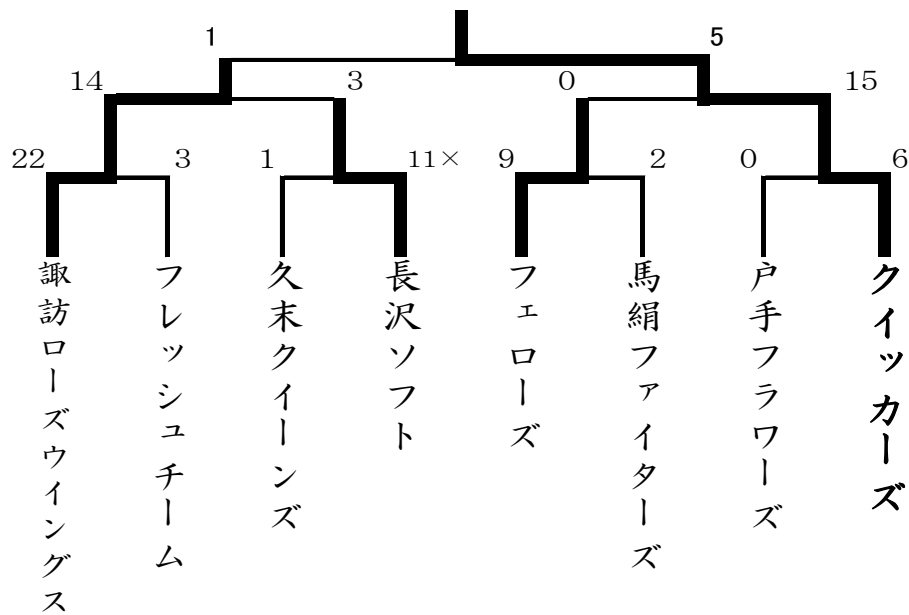 1 5
14 3 0 15
22 3 1 11× 9 2 0 6
諏訪ローズウイングス
フレッシュチーム
久末クイーンズ
長沢ソフト
フェローズ
馬絹ファイターズ
戸手フラワーズ
クイッカーズ